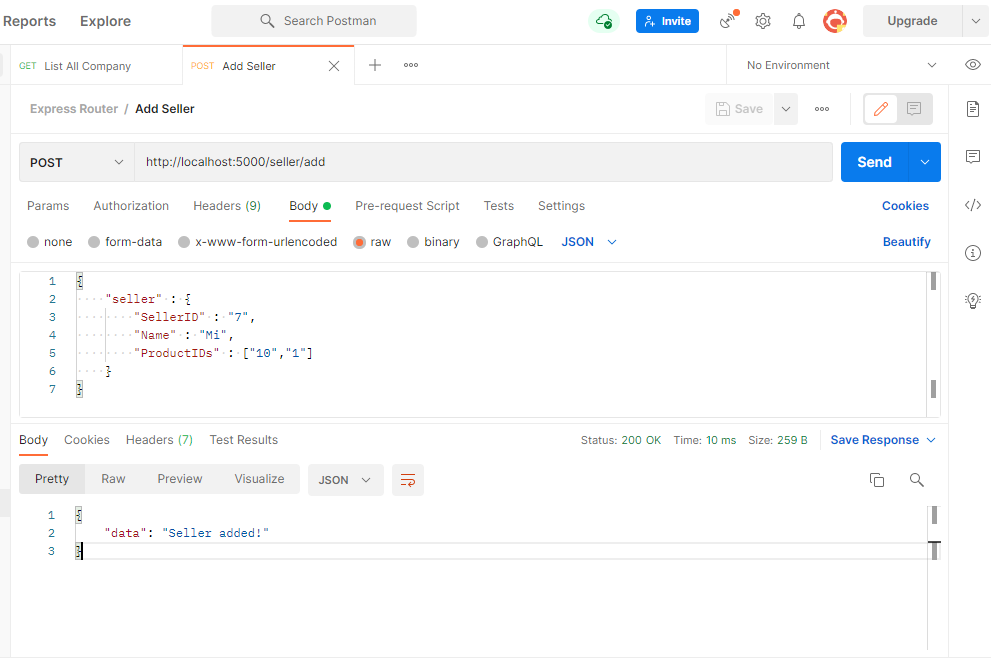 Reports Explore Search Postman Invite Upgrade
GET List All Company POST Add Seller No Environment
Express Router / Add Seller Save
POST http://localhost:5000/seller/add Send
Params Authorization Headers (9) Body Pre-request Script Tests Settings Cookies
none form-data x-www-form-urlencoded raw binary GraphQL JSON Beautify
1 {
2 "seller" : {
3 "SellerID" : "7",
4 "Name" : "Mi",
5 "ProductIDs" : ["10","1"]
6 }
7 }
Body Cookies Headers (7) Test Results Status: 200 OK Time: 10 ms Size: 259 B Save Response
Pretty Raw Preview Visualize JSON
1 {
2 "data": "Seller added!"
3 }